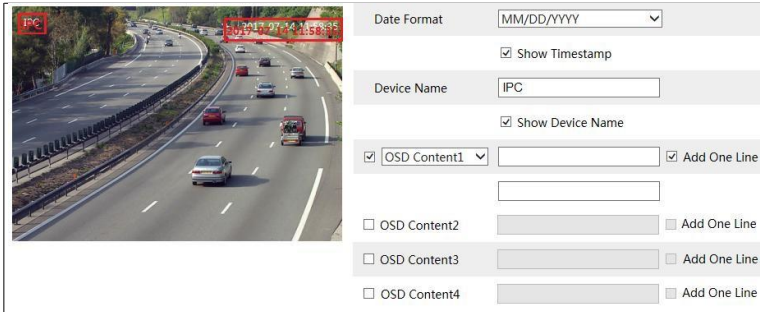 IPC
2017-07-14 11:58:35
Date Format
MM/DD/YYYY
Show Timestamp
Device Name
IPC
Show Device Name
OSD Content1
Add One Line
OSD Content2
Add One Line
OSD Content3
Add One Line
OSD Content4
Add One Line